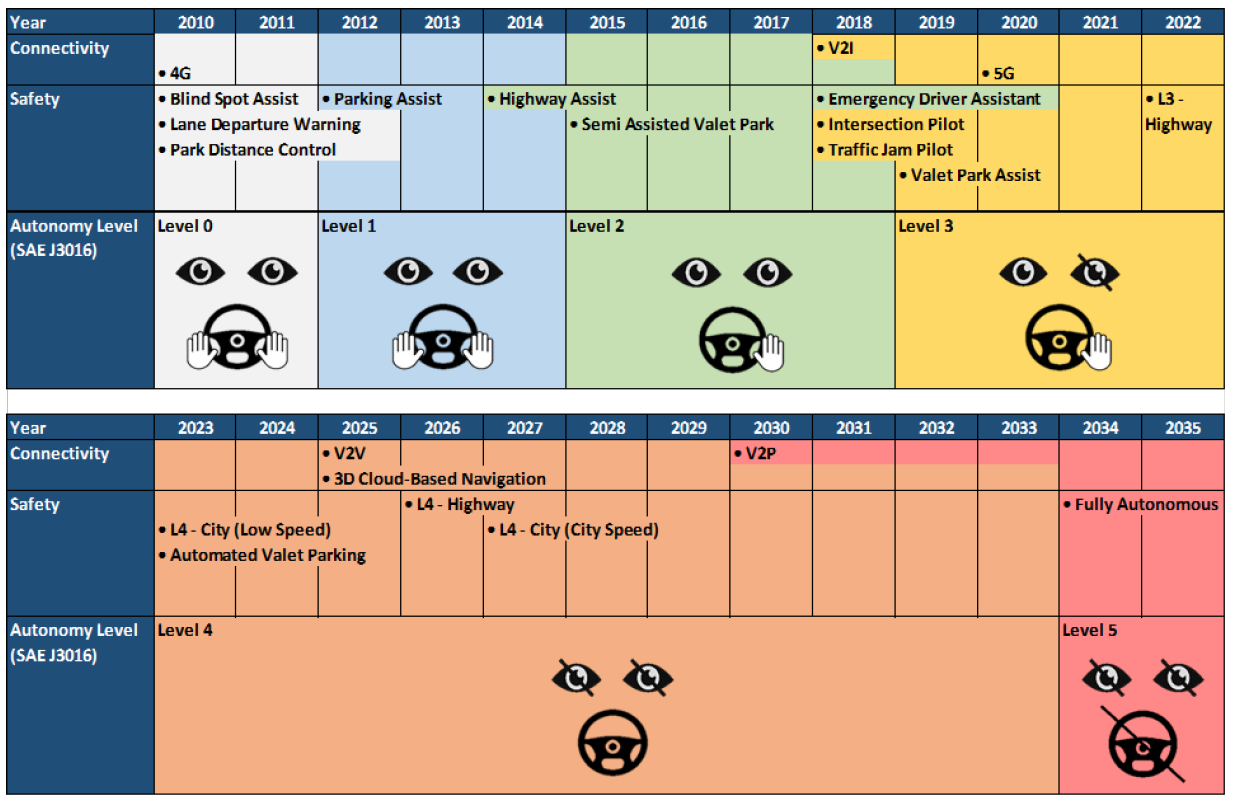 Year 2010 2011 2012 2013 2014 2015 2016 2017 2018 2019 2020 2021 2022
Connectivity • V2I
• 4G • 5G
Safety • Blind Spot Assist • Parking Assist • Highway Assist • Emergency Driver Assistant • L3 -
• Lane Departure Warning • Semi Assisted Valet Park • Intersection Pilot Highway
• Park Distance Control • Traffic Jam Pilot
• Valet Park Assist
Autonomy Level Level 0 Level 1 Level 2 Level 3
(SAE J3016)
Year 2023 2024 2025 2026 2027 2028 2029 2030 2031 2032 2033 2034 2035
Connectivity • V2V • V2P
• 3D Cloud-Based Navigation
Safety • L4 - Highway • Fully Autonomous
• L4 - City (Low Speed) • L4 - City (City Speed)
• Automated Valet Parking
Autonomy Level Level 4 Level 5
(SAE J3016)